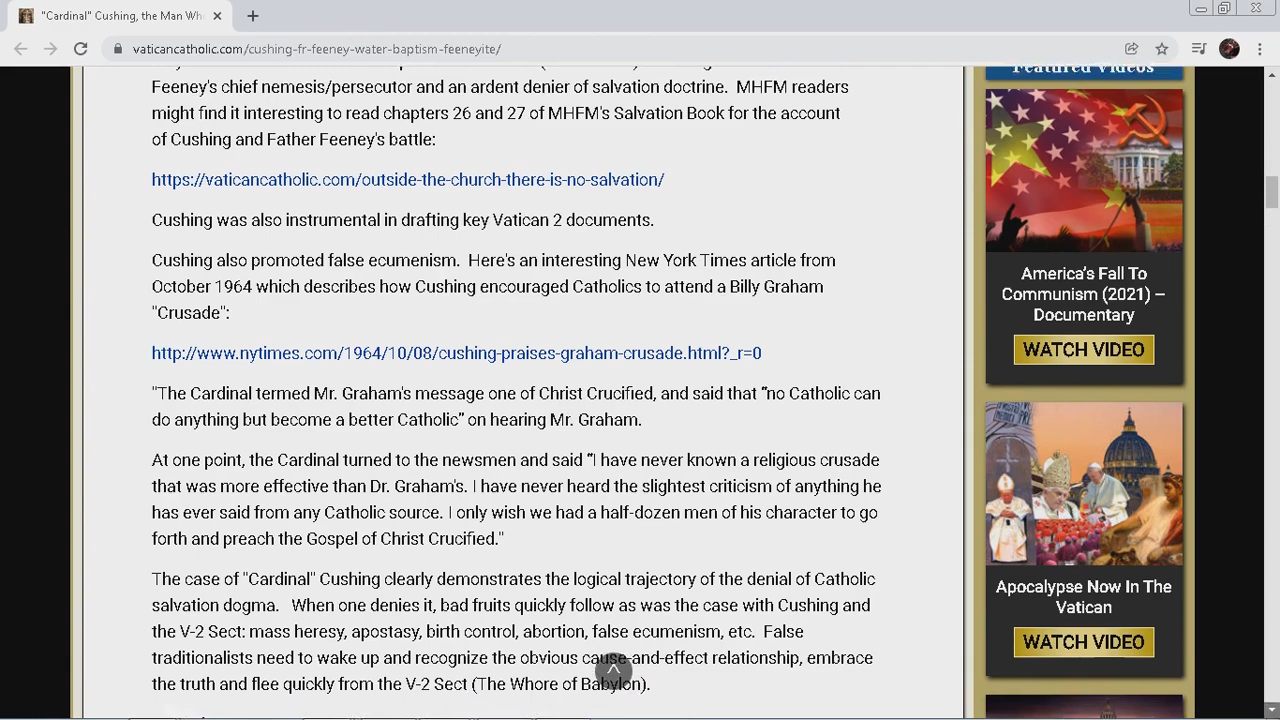 "Cardinal" Cushing, the Man Wh
vaticancatholic.com/cushing-fr-feeney-water-baptism-feeneyite/
Feeney's chief nemesis/persecutor and an ardent denier of salvation doctrine. MHFM readers
might find it interesting to read chapters 26 and 27 of MHFM's Salvation Book for the account
of Cushing and Father Feeney's battle:
https://vaticancatholic.com/outside-the-church-there-is-no-salvation/
Cushing was also instrumental in drafting key Vatican 2 documents.
Cushing also promoted false ecumenism. Here's an interesting New York Times article from
October 1964 which describes how Cushing encouraged Catholics to attend a Billy Graham
"Crusade":
http://www.nytimes.com/1964/10/08/cushing-praises-graham-crusade.html?_r=0
"The Cardinal termed Mr. Graham's message one of Christ Crucified, and said that “no Catholic can
do anything but become a better Catholic” on hearing Mr. Graham.
At one point, the Cardinal turned to the newsmen and said “I have never known a religious crusade
that was more effective than Dr. Graham's. I have never heard the slightest criticism of anything he
has ever said from any Catholic source. I only wish we had a half-dozen men of his character to go
forth and preach the Gospel of Christ Crucified."
The case of "Cardinal" Cushing clearly demonstrates the logical trajectory of the denial of Catholic
salvation dogma. When one denies it, bad fruits quickly follow as was the case with Cushing and
the V-2 Sect: mass heresy, apostasy, birth control, abortion, false ecumenism, etc. False
traditionalists need to wake up and recognize the obvious cause-and-effect relationship, embrace
the truth and flee quickly from the V-2 Sect (The Whore of Babylon).
Featured Videos
America’s Fall To
Communism (2021) –
Documentary
WATCH VIDEO
Apocalypse Now In The
Vatican
WATCH VIDEO